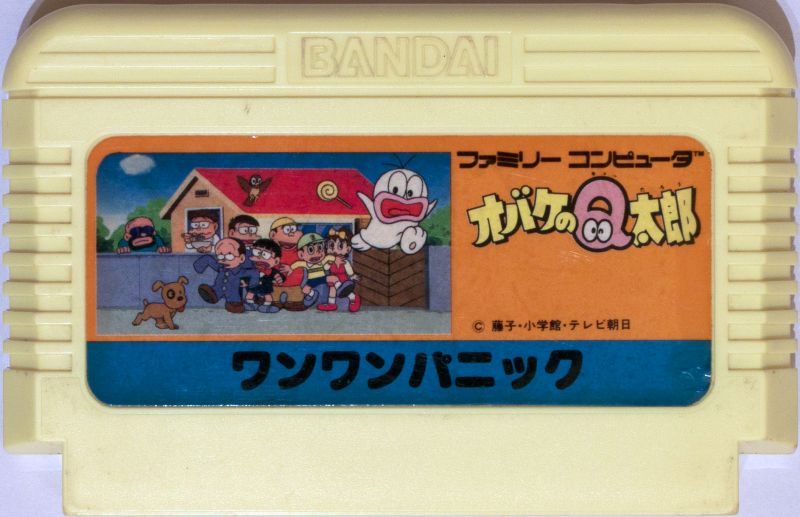 BANDAI
ファミリー コンピュータ™
オバケのQ太郎
© 藤子・小学館・テレビ朝日
ワンワンパニック